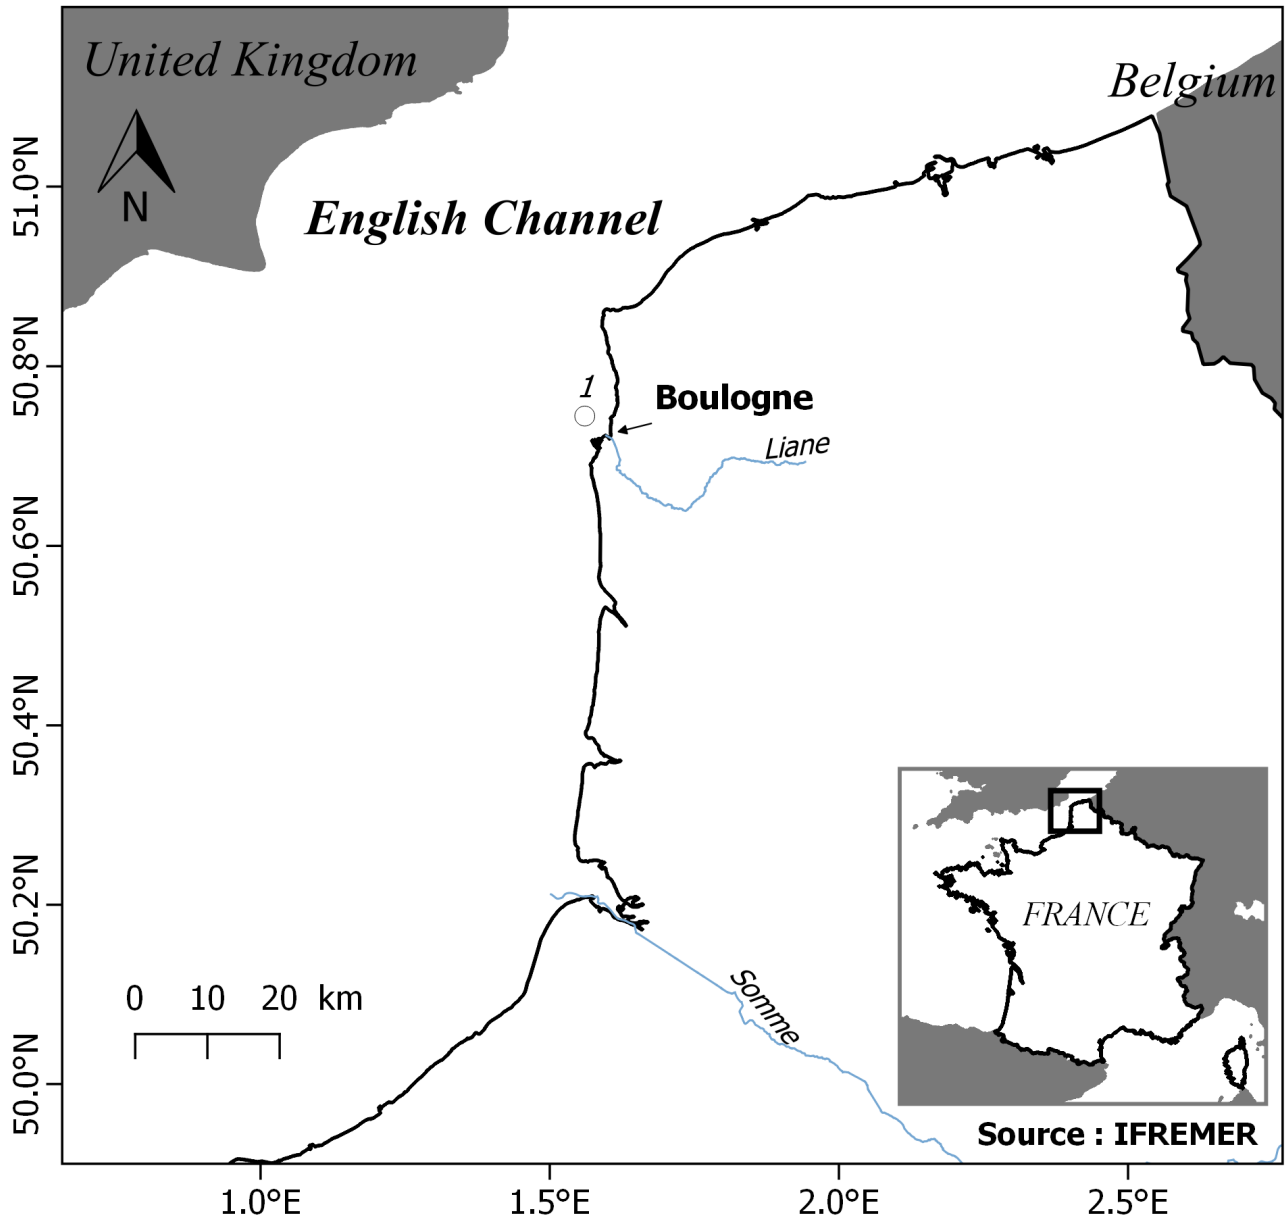 United Kingdom
Belgium
N
English Channel
1
Boulogne
Liane
Somme
0 10 20 km
FRANCE
Source : IFREMER
51.0°N
50.8°N
50.6°N
50.4°N
50.2°N
50.0°N
1.0°E 1.5°E 2.0°E 2.5°E